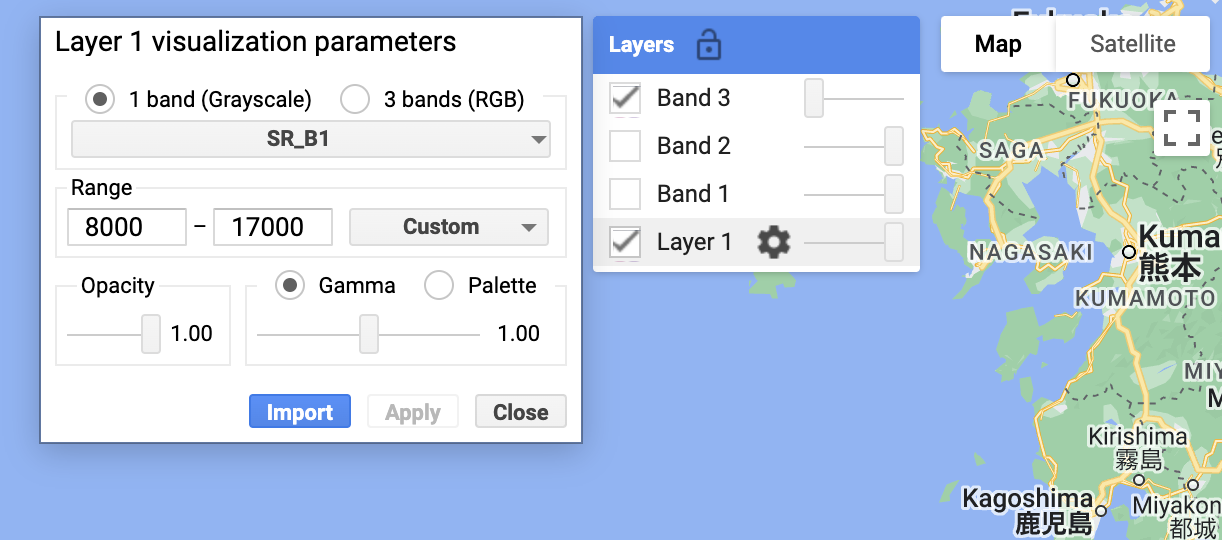 Layer 1 visualization parameters
1 band (Grayscale) 3 bands (RGB)
SR_B1
Range
8000 – 17000 Custom
Opacity Gamma Palette
1.00 1.00
Import Apply Close
Layers
Band 3
Band 2
Band 1
Layer 1
Map Satellite
FUKUOKA
SAGA
NAGASAKI
Kuma
熊本
KUMAMOTO
Kirishima
霧島
Kagoshima
鹿児島
Miyakon
都城